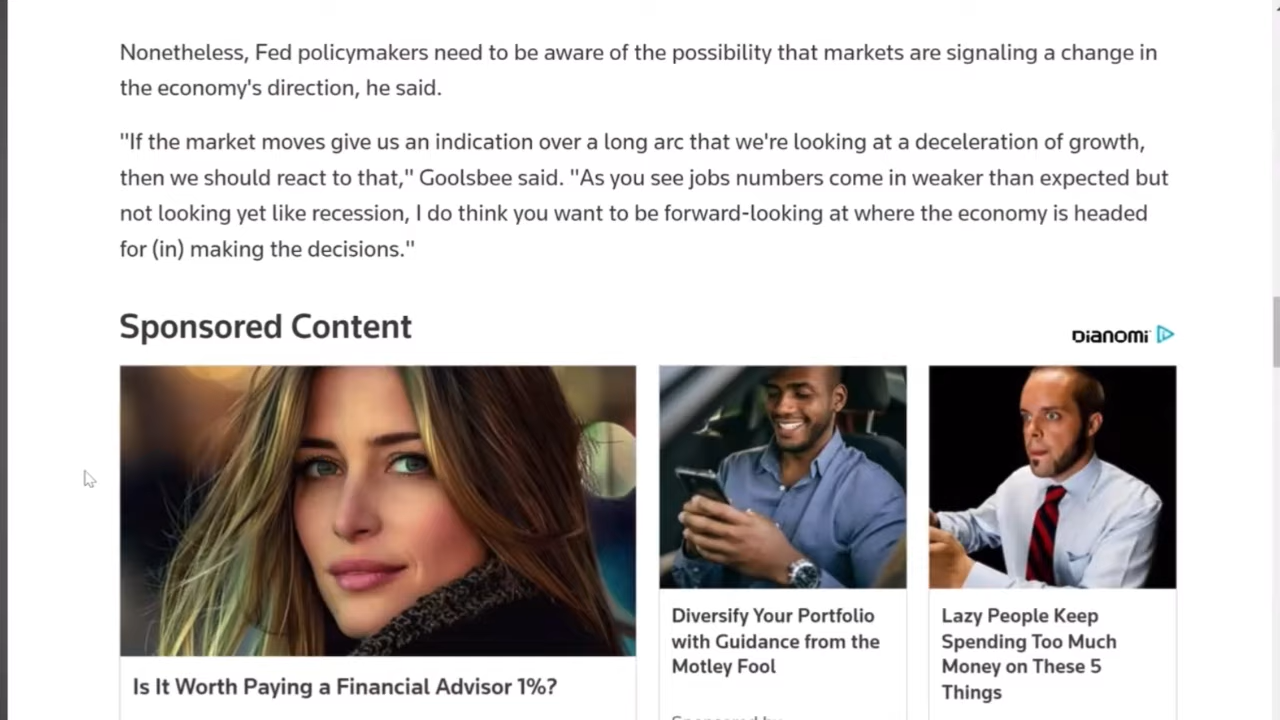 Nonetheless, Fed policymakers need to be aware of the possibility that markets are signaling a change in
the economy's direction, he said.
"If the market moves give us an indication over a long arc that we're looking at a deceleration of growth,
then we should react to that," Goolsbee said. "As you see jobs numbers come in weaker than expected but
not looking yet like recession, I do think you want to be forward-looking at where the economy is headed
for (in) making the decisions."
Sponsored Content
Dianomi
Is It Worth Paying a Financial Advisor 1%?
Diversify Your Portfolio
with Guidance from the
Motley Fool
Sponsored by
Lazy People Keep
Spending Too Much
Money on These 5
Things